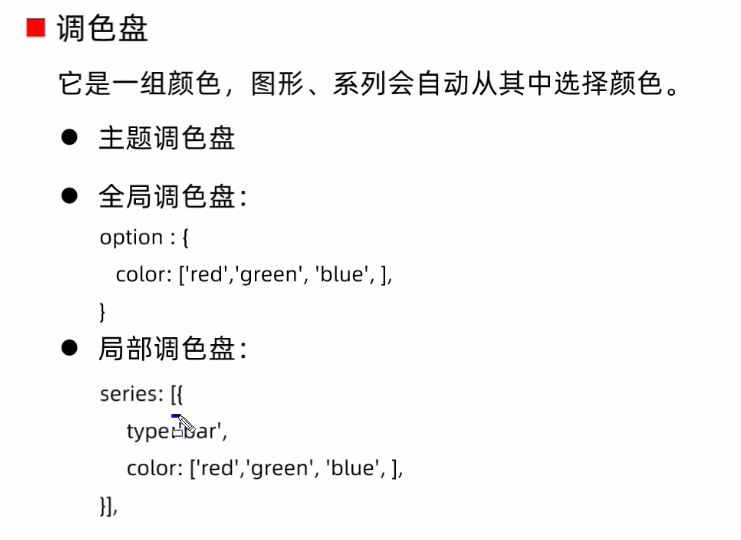 调色盘
它是一组颜色，图形、系列会自动从其中选择颜色。
主题调色盘
全局调色盘：
option : {
color: ['red','green', 'blue', ],
}
局部调色盘：
series: [{
type:'bar',
color: ['red','green', 'blue', ],
}],